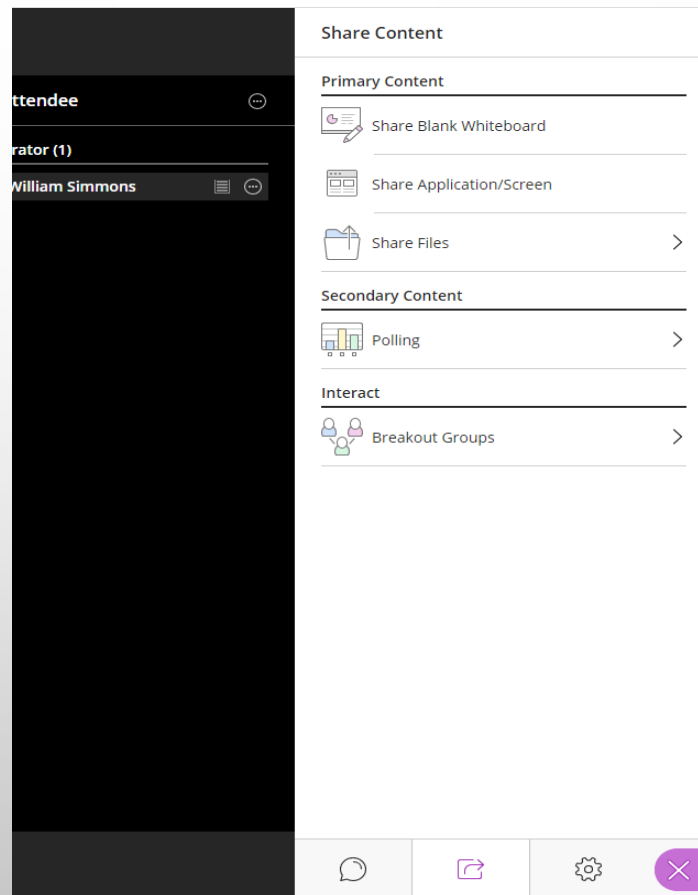 Share Content
ttendee
rator (1)
William Simmons
Primary Content
Share Blank Whiteboard
Share Application/Screen
Share Files
Secondary Content
Polling
Interact
Breakout Groups